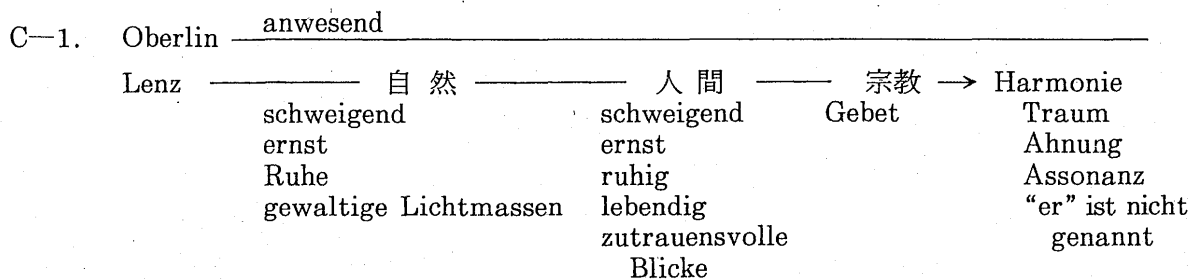 C—1. Oberlin anwesend
Lenz —— 自然 —— 人間 —— 宗教 → Harmonie
schweigend schweigend Gebet Traum
ernst ernst Ahnung
Ruhe ruhig Assonanz
gewaltige Lichtmassen lebendig “er” ist nicht
zutrauensvolle genannt
Blicke